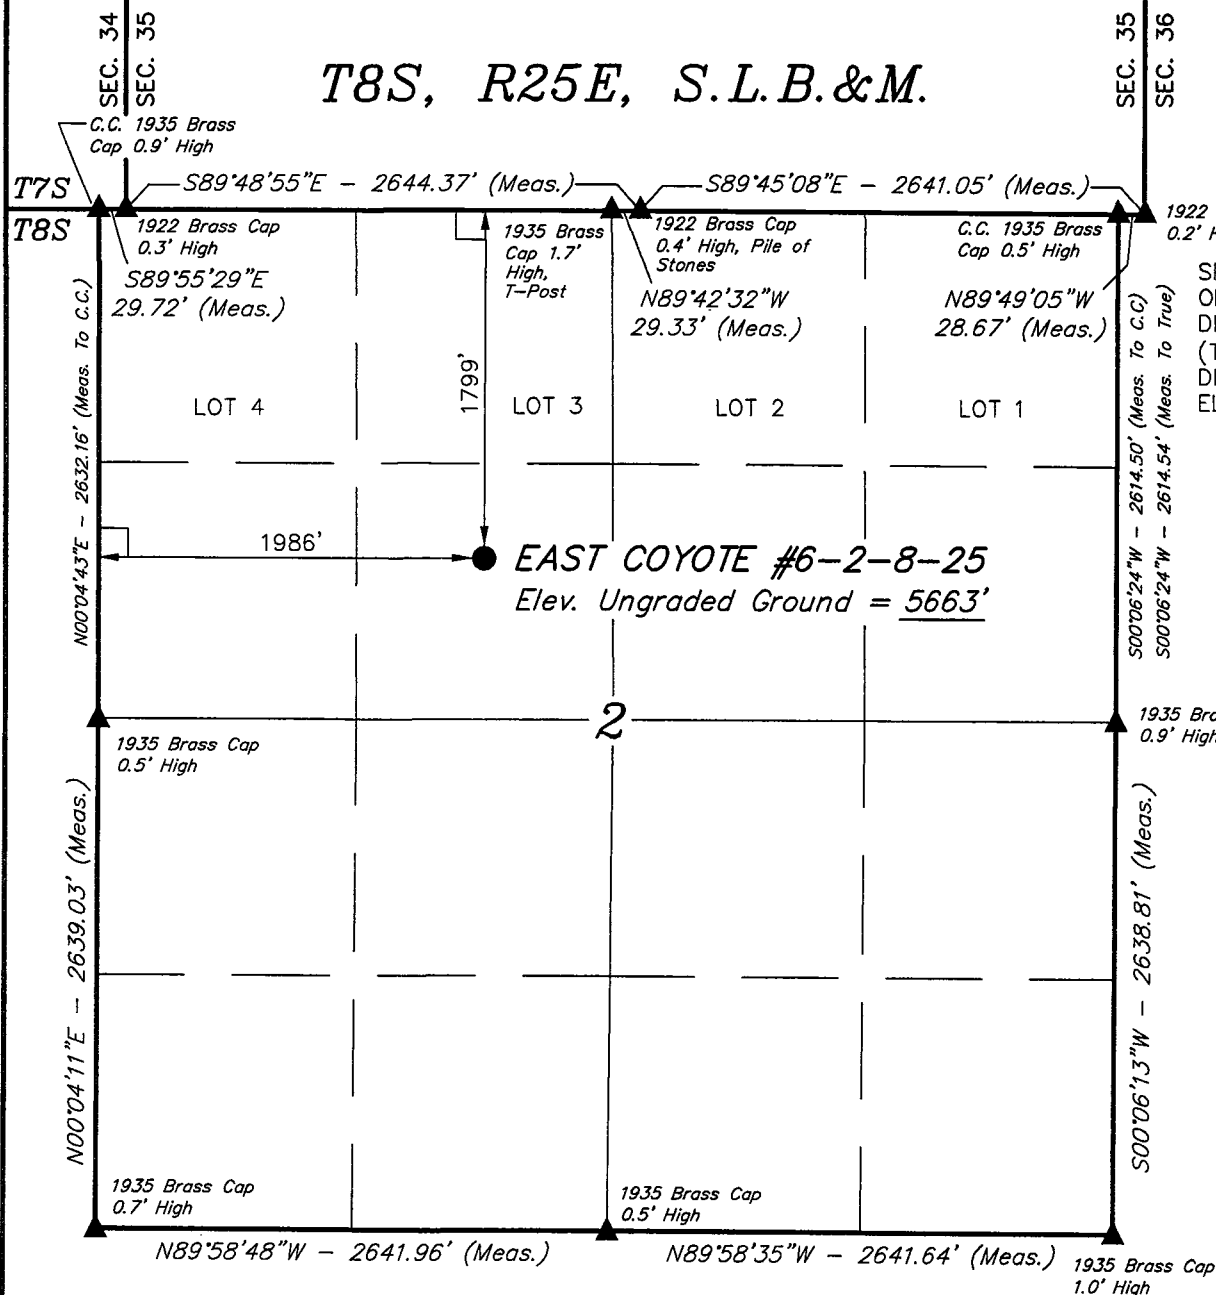 SEC. 34
SEC. 35
SEC. 35
SEC. 36
T8S, R25E, S.L.B.&M.
C.C. 1935 Brass
Cap 0.9' High
T7S
T8S
S89°48'55"E - 2644.37' (Meas.)
S89°45'08"E - 2641.05' (Meas.)
1922 Brass Cap
0.3' High
S89°55'29"E
29.72' (Meas.)
1935 Brass
Cap 1.7'
High,
T-Post
1922 Brass Cap
0.4' High, Pile of
Stones
N89°42'32"W
29.33' (Meas.)
C.C. 1935 Brass
Cap 0.5' High
N89°49'05"W
28.67' (Meas.)
1922
0.2'
N00°04'43"E - 2632.16' (Meas. To C.C.)
S00°06'24"W - 2614.50' (Meas. To C.C)
S00°06'24"W - 2614.54' (Meas. To True)
LOT 4
1799'
LOT 3
LOT 2
LOT 1
1986'
EAST COYOTE #6-2-8-25
Elev. Ungraded Ground = 5663'
2
1935 Brass Cap
0.5' High
1935
0.9' High
N00°04'11"E - 2639.03' (Meas.)
S00°06'13"W - 2638.81' (Meas.)
1935 Brass Cap
0.7' High
1935 Brass Cap
0.5' High
N89°58'48"W - 2641.96' (Meas.)
N89°58'35"W - 2641.64' (Meas.)
1935 Brass Cap
1.0' High